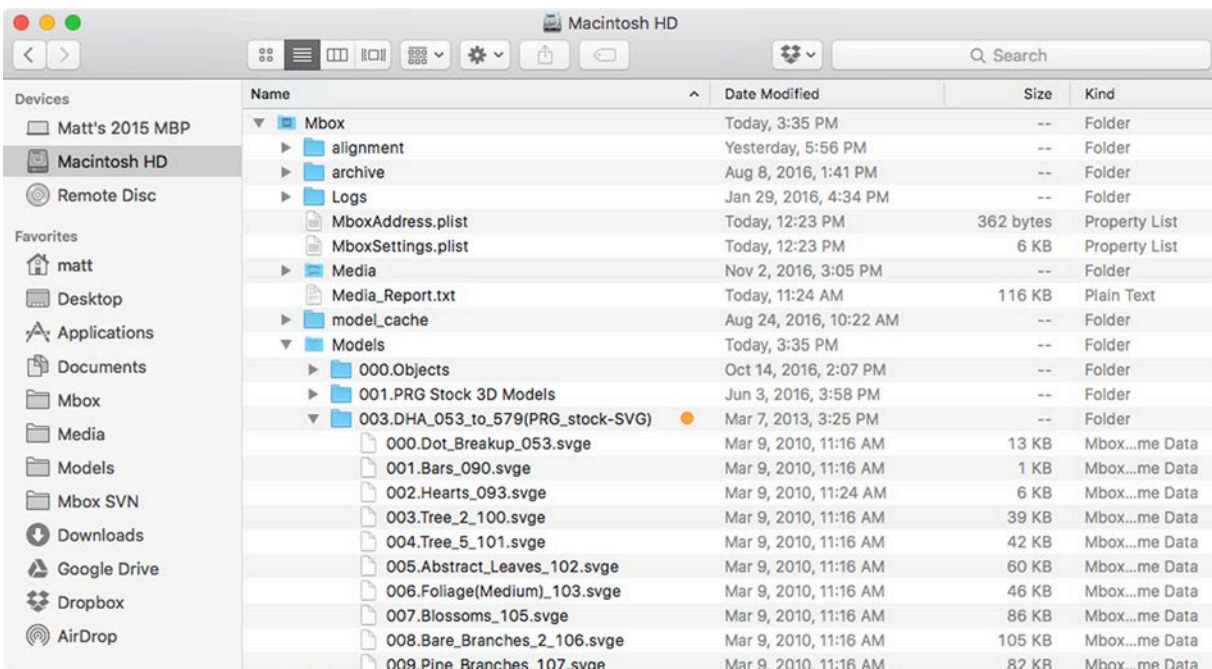 Macintosh HD
Search
Devices
Matt's 2015 MBP
Macintosh HD
Remote Disc
Favorites
matt
Desktop
Applications
Documents
Mbox
Media
Models
Mbox SVN
Downloads
Google Drive
Dropbox
AirDrop
Name Date Modified Size Kind
Mbox Today, 3:35 PM -- Folder
alignment Yesterday, 5:56 PM -- Folder
archive Aug 8, 2016, 1:41 PM -- Folder
Logs Jan 29, 2016, 4:34 PM -- Folder
MboxAddress.plist Today, 12:23 PM 362 bytes Property List
MboxSettings.plist Today, 12:23 PM 6 KB Property List
Media Nov 2, 2016, 3:05 PM -- Folder
Media_Report.txt Today, 11:24 AM 116 KB Plain Text
model_cache Aug 24, 2016, 10:22 AM -- Folder
Models Today, 3:35 PM -- Folder
000.Objects Oct 14, 2016, 2:07 PM -- Folder
001.PRG Stock 3D Models Jun 3, 2016, 3:58 PM -- Folder
003.DHA_053_to_579(PRG_stock-SVG) Mar 7, 2013, 3:25 PM -- Folder
000.Dot_Breakup_053.svge Mar 9, 2010, 11:16 AM 13 KB Mbox...me Data
001.Bars_090.svge Mar 9, 2010, 11:16 AM 1 KB Mbox...me Data
002.Hearts_093.svge Mar 9, 2010, 11:24 AM 6 KB Mbox...me Data
003.Tree_2_100.svge Mar 9, 2010, 11:16 AM 39 KB Mbox...me Data
004.Tree_5_101.svge Mar 9, 2010, 11:16 AM 42 KB Mbox...me Data
005.Abstract_Leaves_102.svge Mar 9, 2010, 11:16 AM 60 KB Mbox...me Data
006.Foliage(Medium)_103.svge Mar 9, 2010, 11:16 AM 46 KB Mbox...me Data
007.Blossoms_105.svge Mar 9, 2010, 11:16 AM 86 KB Mbox...me Data
008.Bare_Branches_2_106.svge Mar 9, 2010, 11:16 AM 105 KB Mbox...me Data
009.Pine_Branches_107.svge Mar 9, 2010, 11:16 AM 82 KB Mbox...me Data